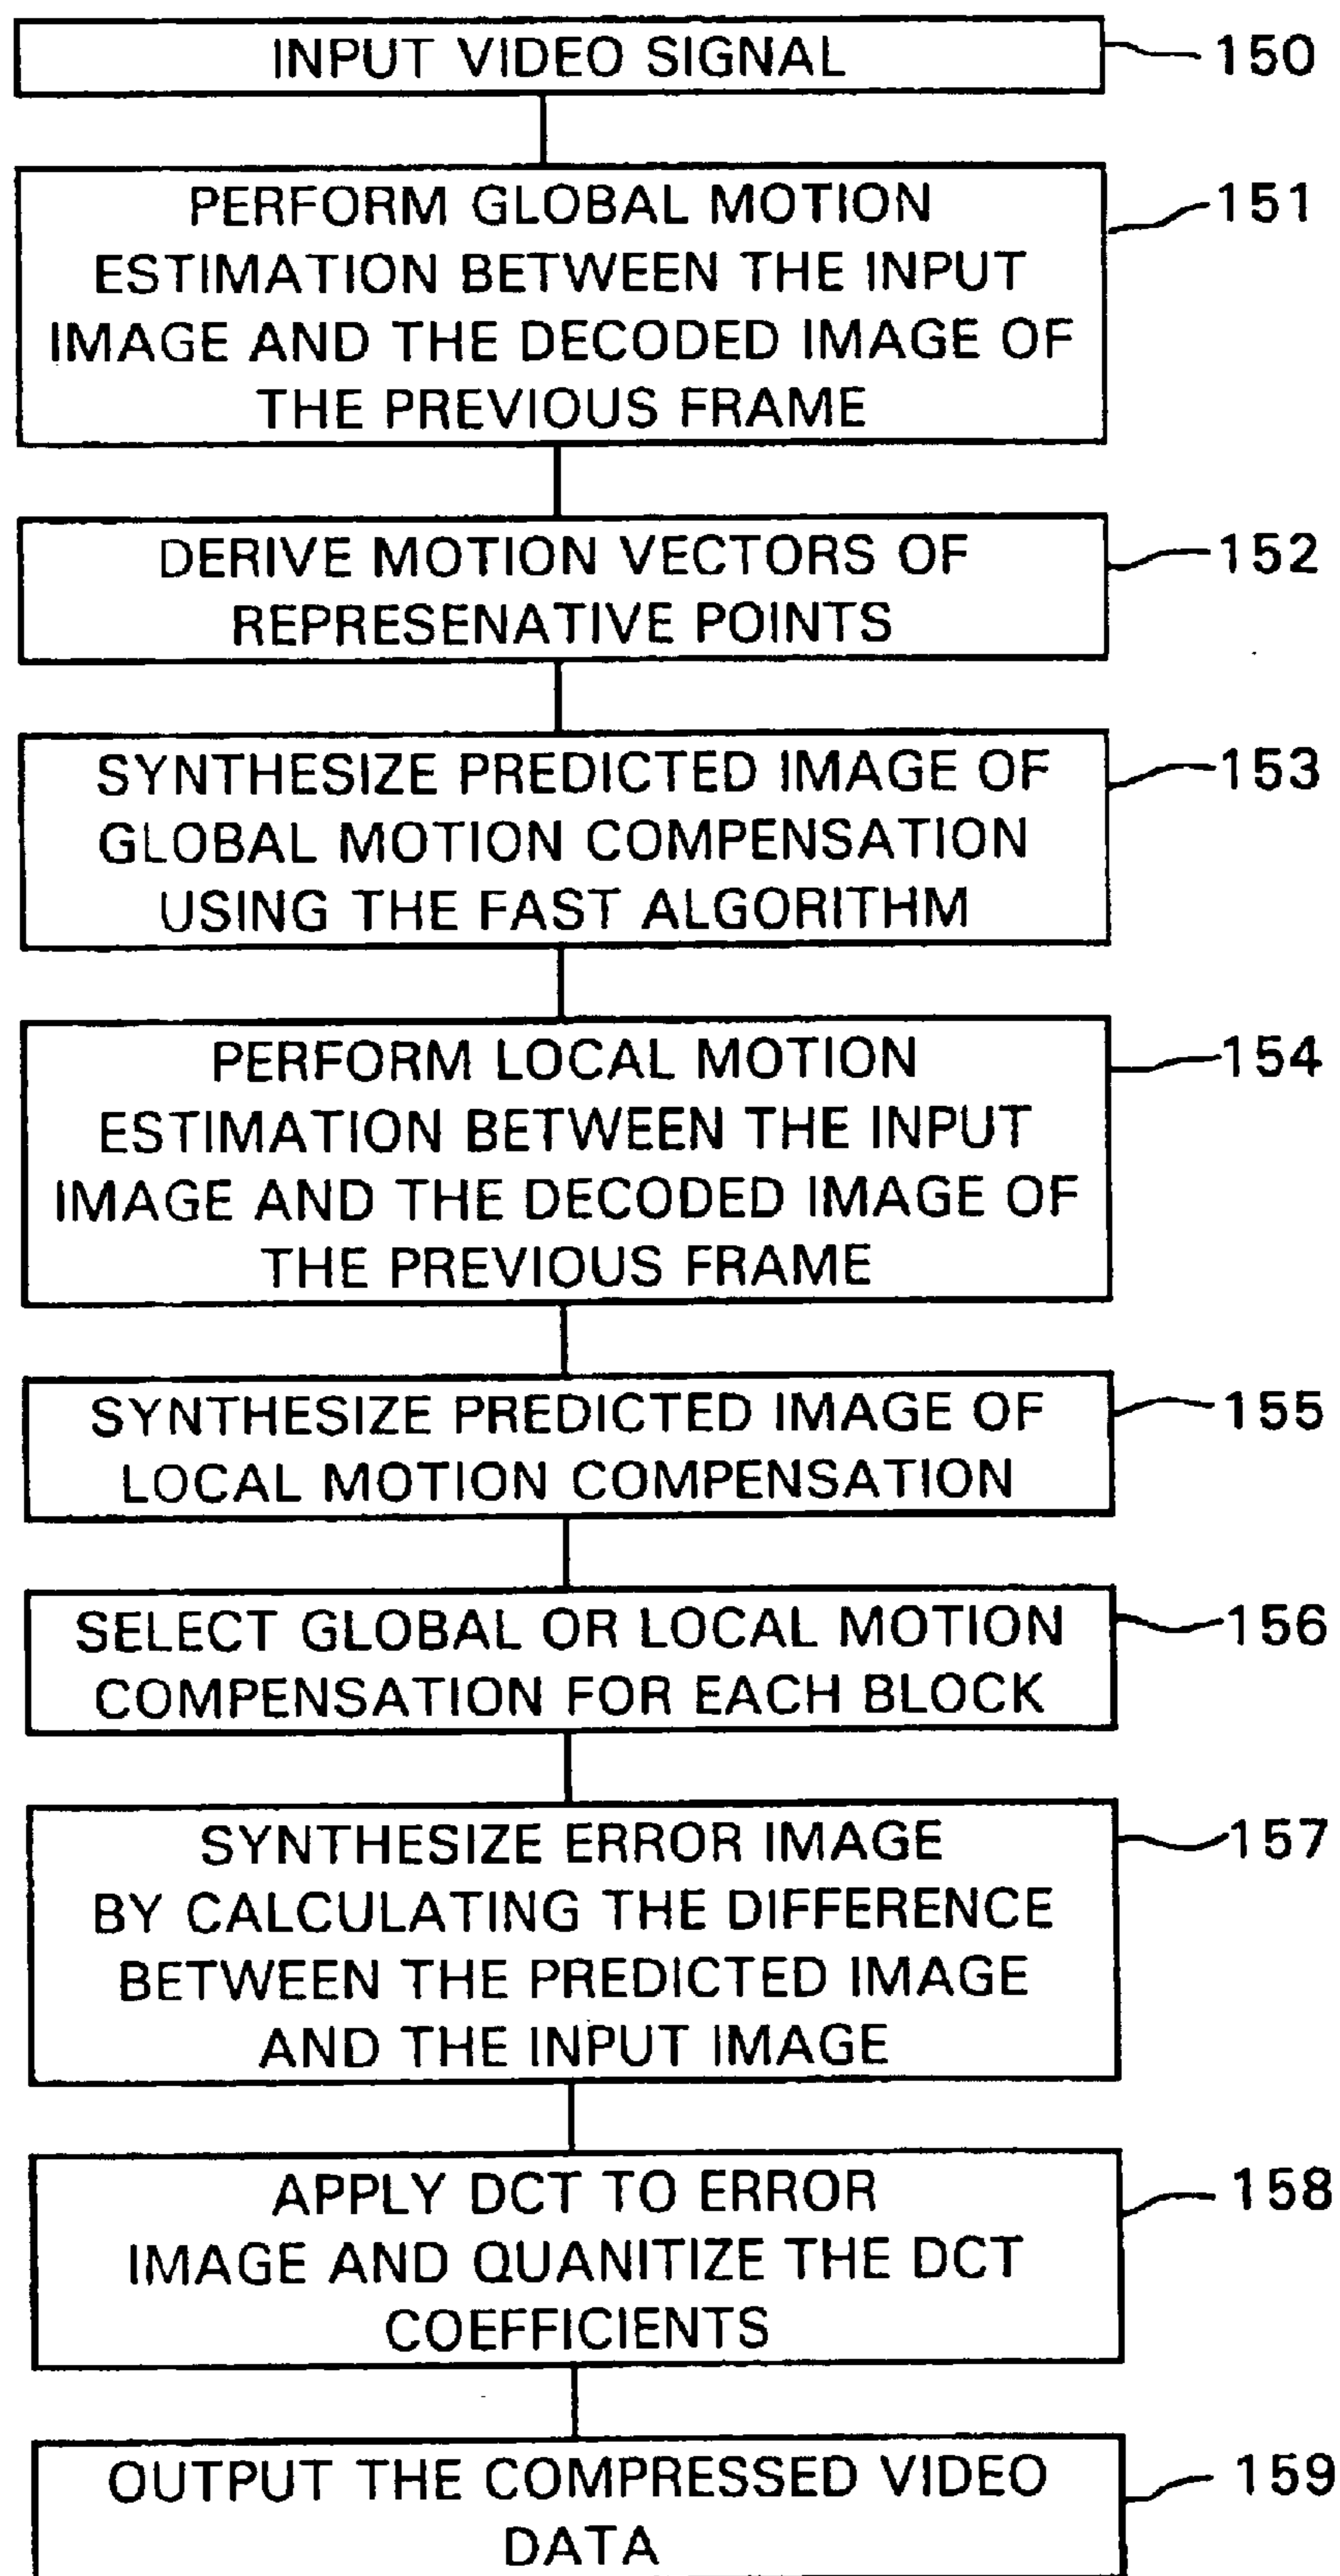 INPUT VIDEO SIGNAL
150
PERFORM GLOBAL MOTION
ESTIMATION BETWEEN THE INPUT
IMAGE AND THE DECODED IMAGE OF
THE PREVIOUS FRAME
151
DERIVE MOTION VECTORS OF
REPRESENATIVE POINTS
152
SYNTHESIZE PREDICTED IMAGE OF
GLOBAL MOTION COMPENSATION
USING THE FAST ALGORITHM
153
PERFORM LOCAL MOTION
ESTIMATION BETWEEN THE INPUT
IMAGE AND THE DECODED IMAGE OF
THE PREVIOUS FRAME
154
SYNTHESIZE PREDICTED IMAGE OF
LOCAL MOTION COMPENSATION
155
SELECT GLOBAL OR LOCAL MOTION
COMPENSATION FOR EACH BLOCK
156
SYNTHESIZE ERROR IMAGE
BY CALCULATING THE DIFFERENCE
BETWEEN THE PREDICTED IMAGE
AND THE INPUT IMAGE
157
APPLY DCT TO ERROR
IMAGE AND QUANITIZE THE DCT
COEFFICIENTS
158
OUTPUT THE COMPRESSED VIDEO
DATA
159